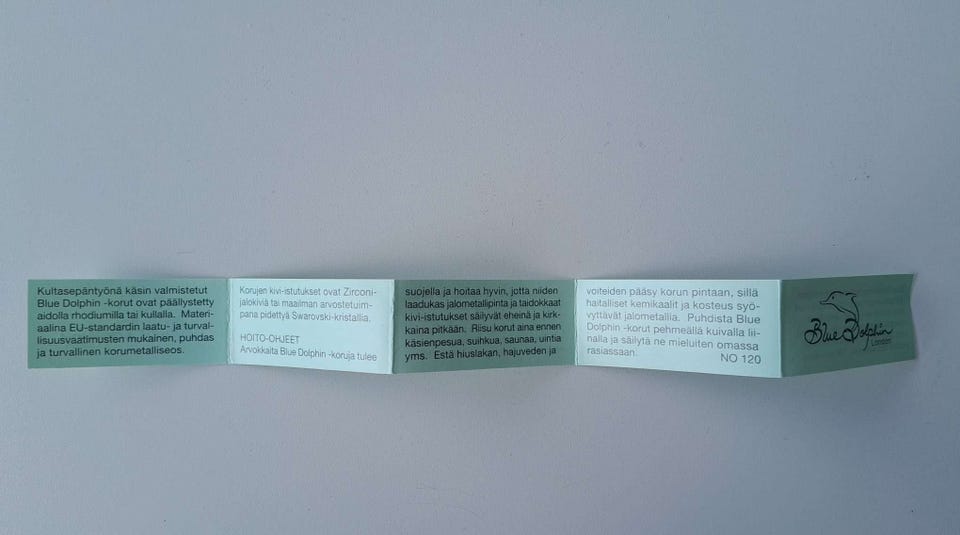 Kultasepäntyönä käsin valmistetut
Blue Dolphin -korut ovat päällystetty
aidolla rhodiumilla tai kullalla. Materi-
aalina EU-standardin laatu- ja turval-
lisuusvaatimusten mukainen, puhdas
ja turvallinen korumetalliseos.
Korujen kivi-istutukset ovat Zirconi-
jalokiviä tai maailman arvostetuim-
pana pidettyä Swarovski-kristallia.
HOITO-OHJEET
Arvokkaita Blue Dolphin -koruja tulee
suojella ja hoitaa hyvin, jotta niiden
laadukas jalometallipinta ja taidokkaat
kivi-istutukset säilyvät eheinä ja kirk-
kaina pitkään. Riisu korut aina ennen
käsienpesua, suihkua, saunaa, uintia
yms. Estä hiuslakan, hajuveden ja
voiteiden pääsy korun pintaan, sillä
haitalliset kemikaalit ja kosteus syö-
vyttävät jalometallia. Puhdista Blue
Dolphin -korut pehmeällä kuivalla lii-
nalla ja säilytä ne mieluiten omassa
rasiassaan.
NO 120
Blue Dolphin
London